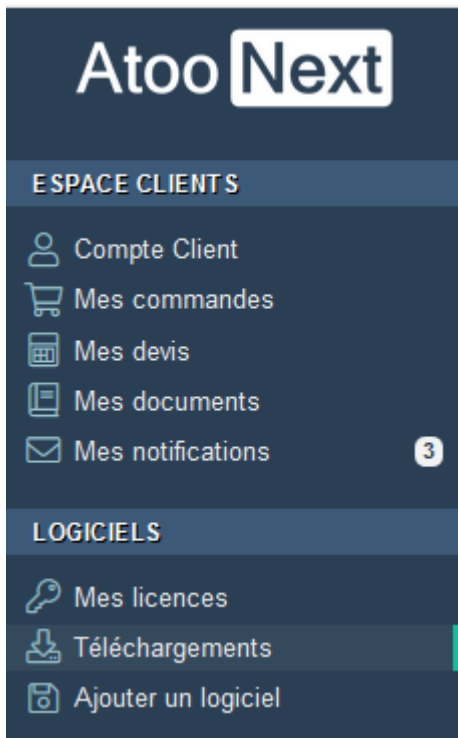 Atoo Next
ESPACE CLIENTS
Compte Client
Mes commandes
Mes devis
Mes documents
Mes notifications 3
LOGICIELS
Mes licences
Téléchargements
Ajouter un logiciel